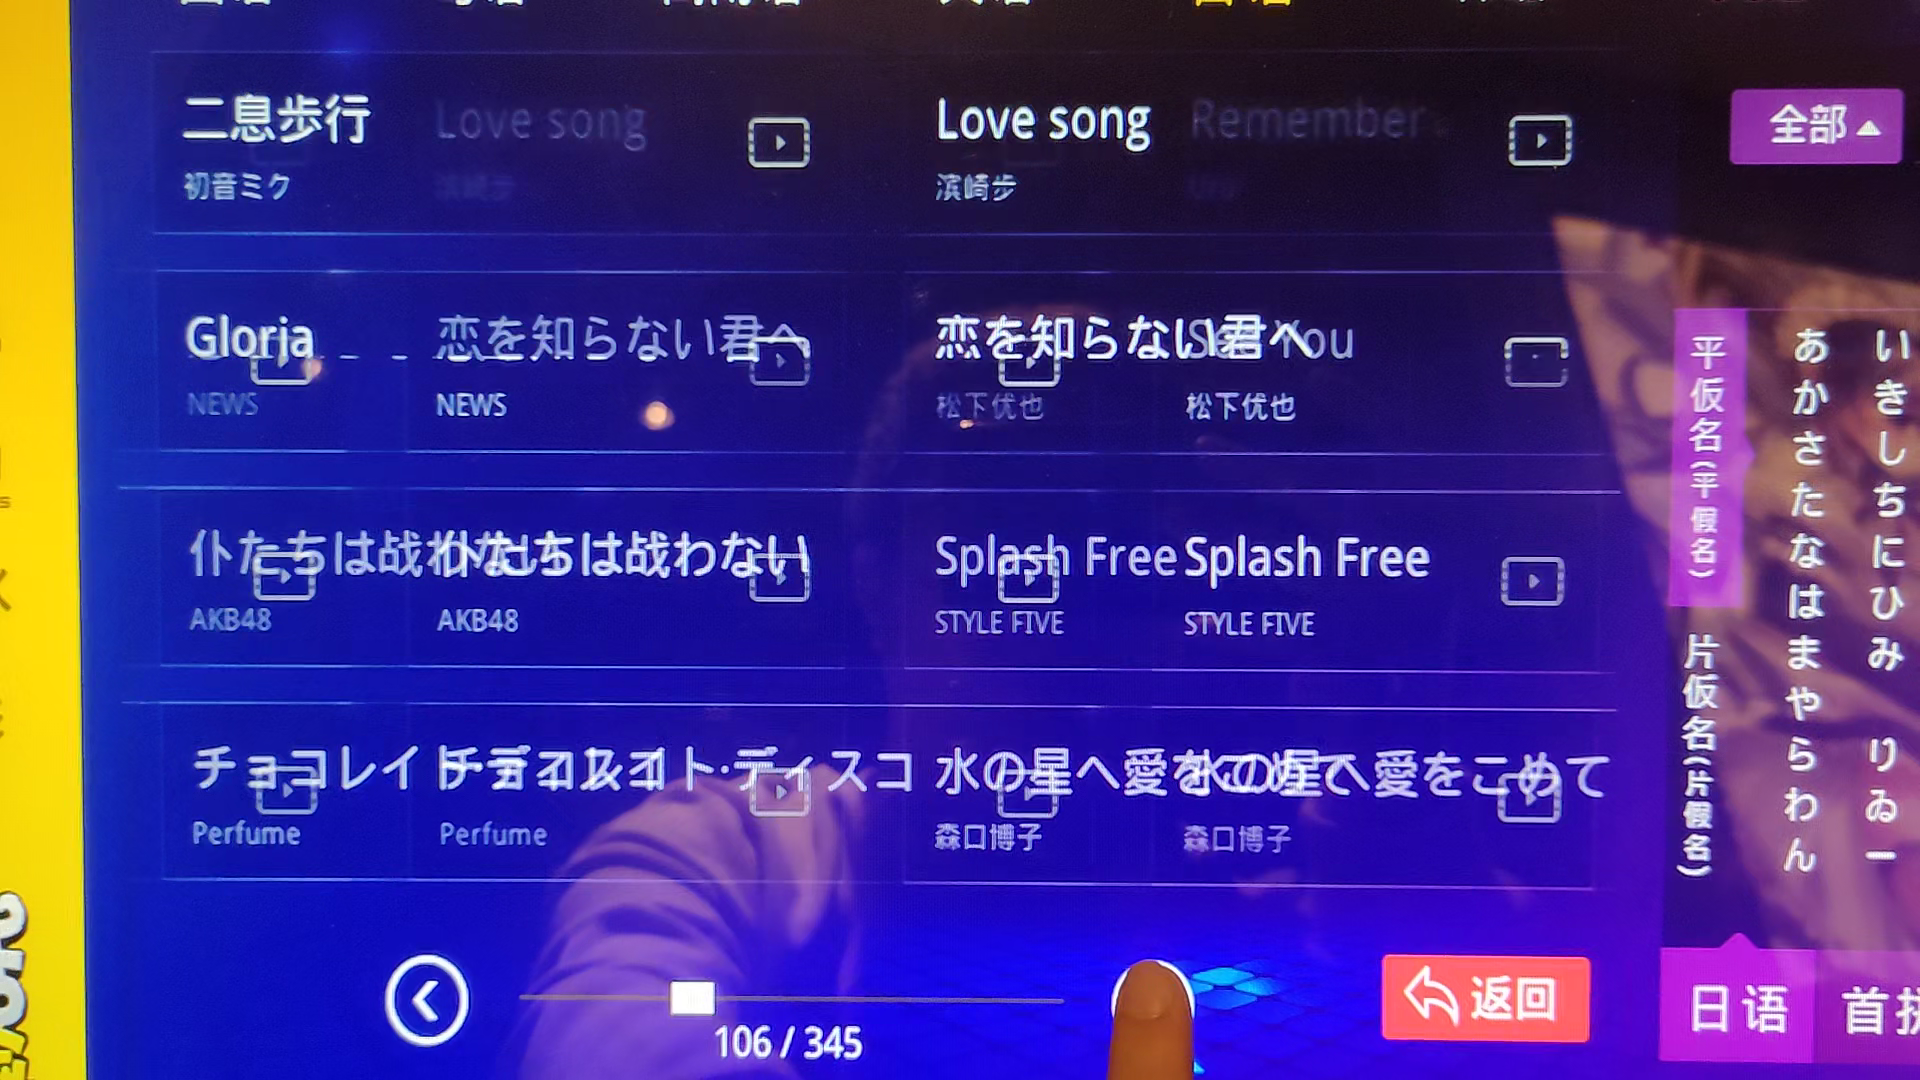 二息歩行
Love song
Love song
Remember
初音ミク
滨崎步
滨崎步
全部
Gloria
恋を知らない君へ
恋を知らない君へ
You
NEWS
NEWS
松下优也
松下优也
仆たちは战わない
仆たちは战わない
Splash Free
Splash Free
AKB48
AKB48
STYLE FIVE
STYLE FIVE
チョコレイト・ディスコ
チョコレイト・ディスコ
水の星へ愛をこめて
水の星へ愛をこめて
Perfume
Perfume
森口博子
森口博子
106 / 345
返回
平仮名(平假名)
片仮名(片假名)
あかさたなはまやらわん
いきしちにひみ りゐー
日语
首拼